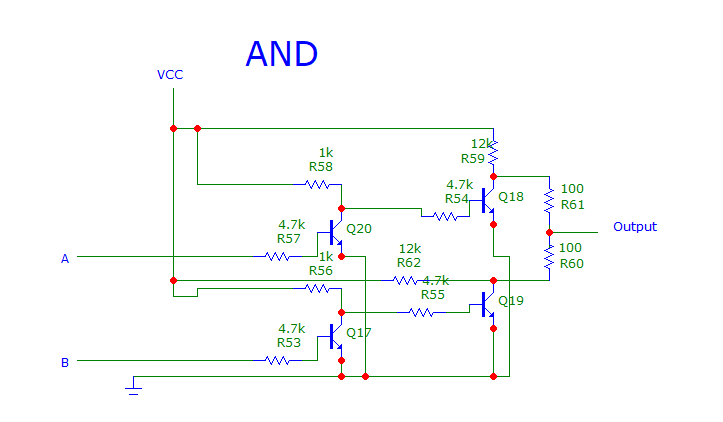 AND
VCC
1k
R58
12k
R59
4.7k
R54
Q18
100
R61
4.7k
R57
Q20
Output
A
1k
R56
12k
R62
100
R60
4.7k
R55
Q19
4.7k
R53
Q17
B